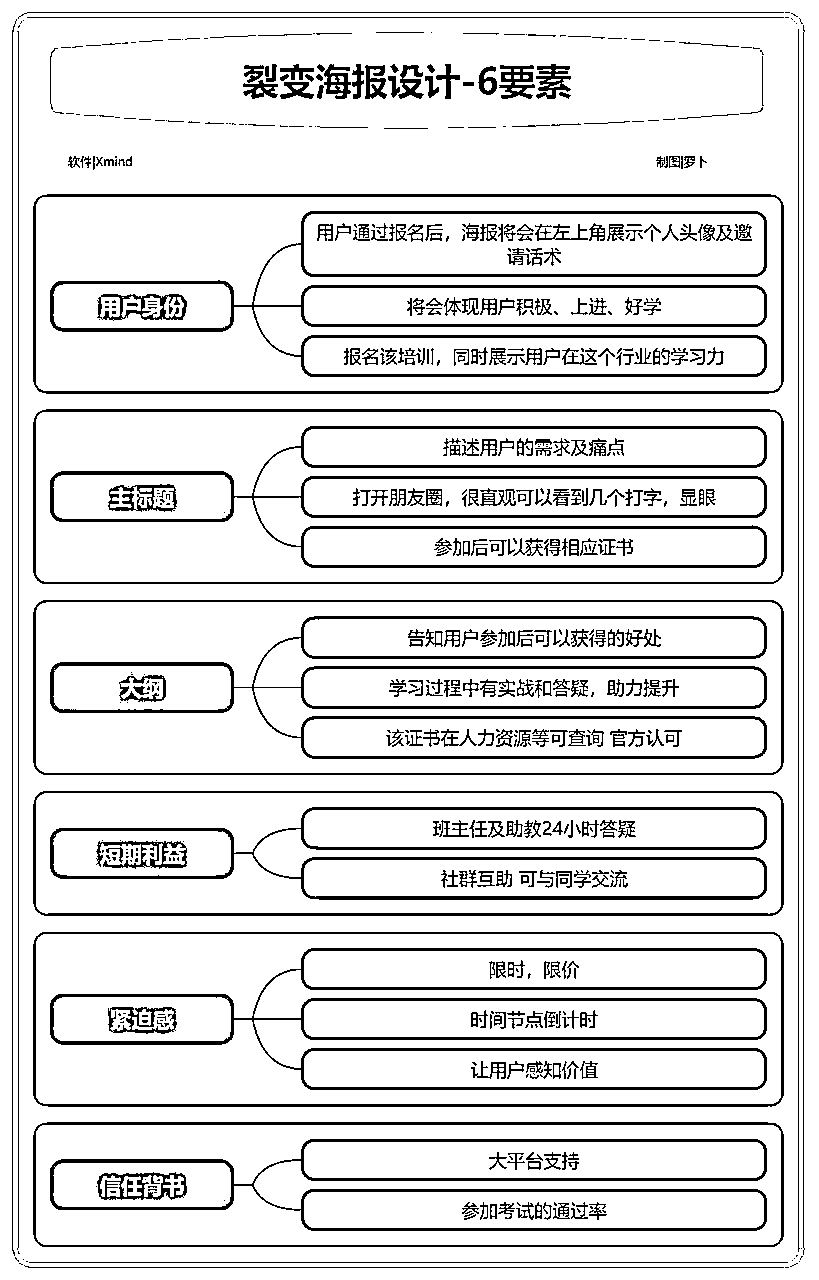 裂变海报设计-6要素
软件|Xmind
制图|萝卜
用户身份
用户通过报名后，海报将会在左上角展示个人头像及邀
请话术
将会体现用户积极、上进、好学
报名该培训，同时展示用户在这个行业的学习力
主标题
描述用户的需求及痛点
打开朋友圈，很直观可以看到几个打字，显眼
参加后可以获得相应证书
大纲
告知用户参加后可以获得的好处
学习过程中有实战和答疑，助力提升
该证书在人力资源等可查询 官方认可
短期利益
班主任及助教24小时答疑
社群互助 可与同学交流
紧迫感
限时，限价
时间节点倒计时
让用户感知价值
信任背书
大平台支持
参加考试的通过率